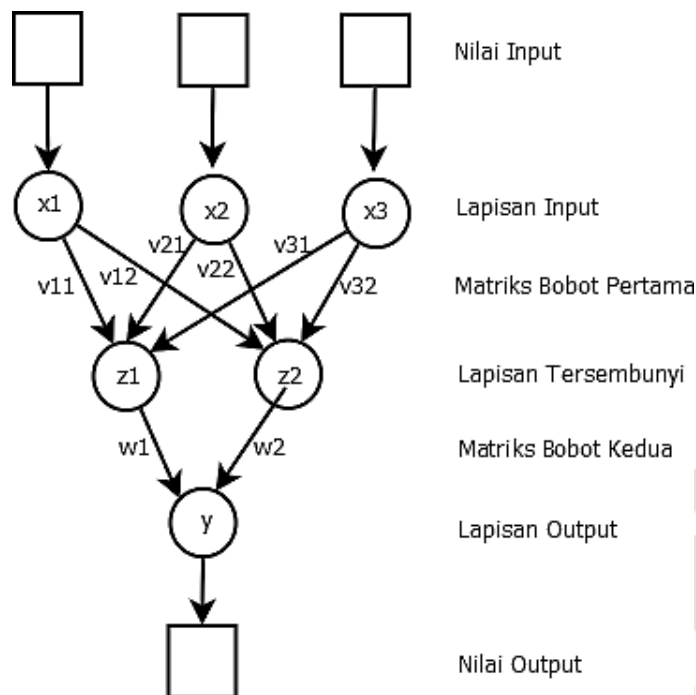 Nilai Input
x1
x2
x3
Lapisan Input
v11
v12
v21
v22
v31
v32
Matriks Bobot Pertama
z1
z2
Lapisan Tersembunyi
w1
w2
Matriks Bobot Kedua
y
Lapisan Output
Nilai Output